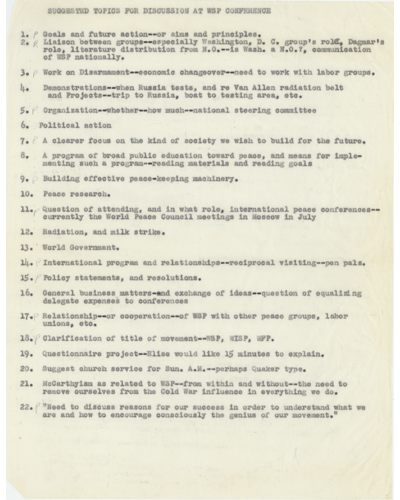 SUGGESTED TOPICS FOR DISCUSSION AT WSP CONFERENCE
1. Goals and future action--or aims and principles.
2. Liaison between groups--especially Washington, D. C. group's role, Dagmar's
role, literature distribution from N.O.--is Wash. a N.O.?, communication
of WSP nationally.
3. Work on Disarmament--economic changeover--need to work with labor groups.
4. Demonstrations--when Russia tests, and re Van Allen radiation belt
and Projects--trip to Russia, boat to testing area, etc.
5. Organization--whether--how much--national steering committee
6. Political action
7. A clearer focus on the kind of society we wish to build for the future.
8. A program of broad public education toward peace, and means for imple-
menting such a program--reading materials and reading goals
9. Building effective peace-keeping machinery.
10. Peace research.
11. Question of attending, and in what role, international peace conferences--
currently the World Peace Council meetings in Moscow in July
12. Radiation, and milk strike.
13. World Government.
14. International program and relationships--reciprocal visiting--pen pals.
15. Policy statements, and resolutions.
16. General business matters--and exchange of ideas--question of equalizing
delegate expenses to conferences
17. Relationship--or cooperation--of WSP with other peace groups, labor
unions, etc.
18. Clarification of title of movement--WSP, WISP, WFP.
19. Questionnaire project--Elise would like 15 minutes to explain.
20. Suggest church service for Sun. A.M.--perhaps Quaker type.
21. McCarthyism as related to WSP--from within and without--the need to
remove ourselves from the Cold War influence in everything we do.
22. "Need to discuss reasons for our success in order to understand what we
are and how to encourage consciously the genius of our movement."